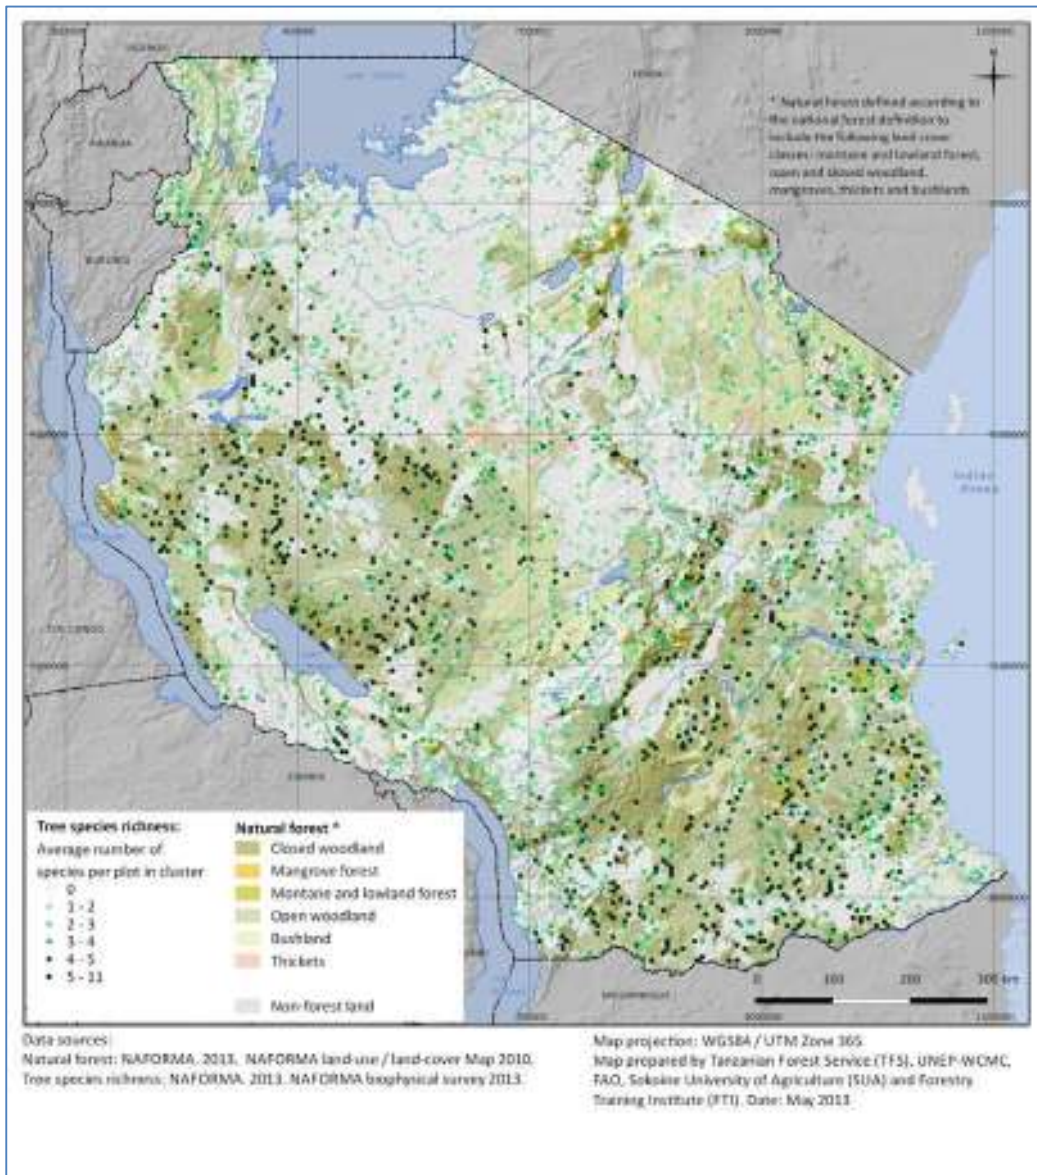 UGANDA
KENYA
RWANDA
BURUNDI
N
* Natural forest defined according to
the national forest definition to
include the following land cover
classes: montane and lowland forest,
open and closed woodland,
mangroves, thickets and bushlands
Indian
Ocean
ZAMBIA
MOZAMBIQUE
Tree species richness:
Average number of
species per plot in cluster
0
1 - 2
2 - 3
3 - 4
4 - 5
5 - 11
Natural forest *
Closed woodland
Mangrove forest
Montane and lowland forest
Open woodland
Bushland
Thickets
Non-forest land
0 100 200 300 km
Data sources:
Natural forest: NAFORMA. 2013. NAFORMA land-use / land-cover Map 2010.
Tree species richness: NAFORMA. 2013. NAFORMA biophysical survey 2013.
Map projection: WGS84 / UTM Zone 36S
Map prepared by Tanzanian Forest Service (TFS), UNEP-WCMC,
FAO, Sokoine University of Agriculture (SUA) and Forestry
Training Institute (FTI). Date: May 2013